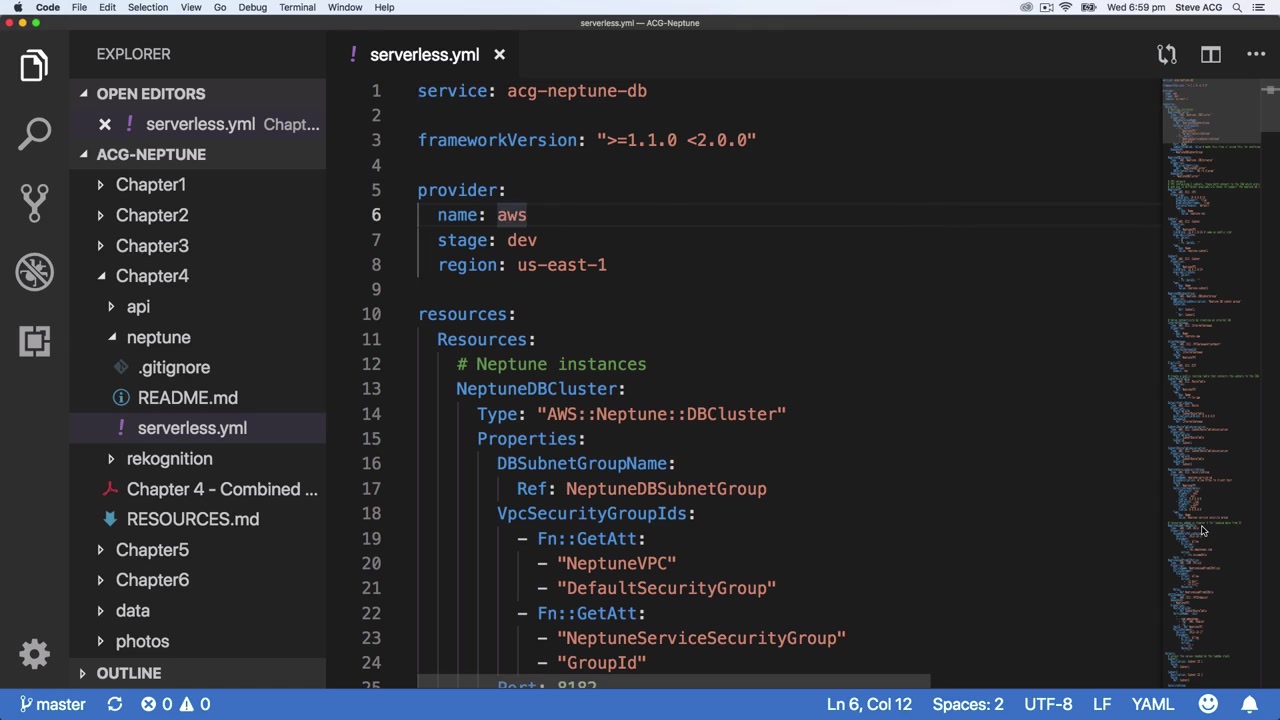 Code File Edit Selection View Go Debug Terminal Window Help Wed 6:59 pm Steve ACG
serverless.yml — ACG-Neptune
EXPLORER
OPEN EDITORS
! serverless.yml Chapt...
ACG-NEPTUNE
Chapter1
Chapter2
Chapter3
Chapter4
api
neptune
.gitignore
README.md
! serverless.yml
rekognition
Chapter 4 - Combined ...
RESOURCES.md
Chapter5
Chapter6
data
photos
OUTLINE
! serverless.yml
1 service: acg-neptune-db
2
3 frameworkVersion: ">=1.1.0 <2.0.0"
4
5 provider:
6 name: aws
7 stage: dev
8 region: us-east-1
9
10 resources:
11 Resources:
12 # Neptune instances
13 NeptuneDBCluster:
14 Type: "AWS::Neptune::DBCluster"
15 Properties:
16 DBSubnetGroupName:
17 Ref: NeptuneDBSubnetGroup
18 VpcSecurityGroupIds:
19 - Fn::GetAtt:
20 - "NeptuneVPC"
21 - "DefaultSecurityGroup"
22 - Fn::GetAtt:
23 - "NeptuneServiceSecurityGroup"
24 - "GroupId"
25 Port: 8182
master 0 0 Ln 6, Col 12 Spaces: 2 UTF-8 LF YAML